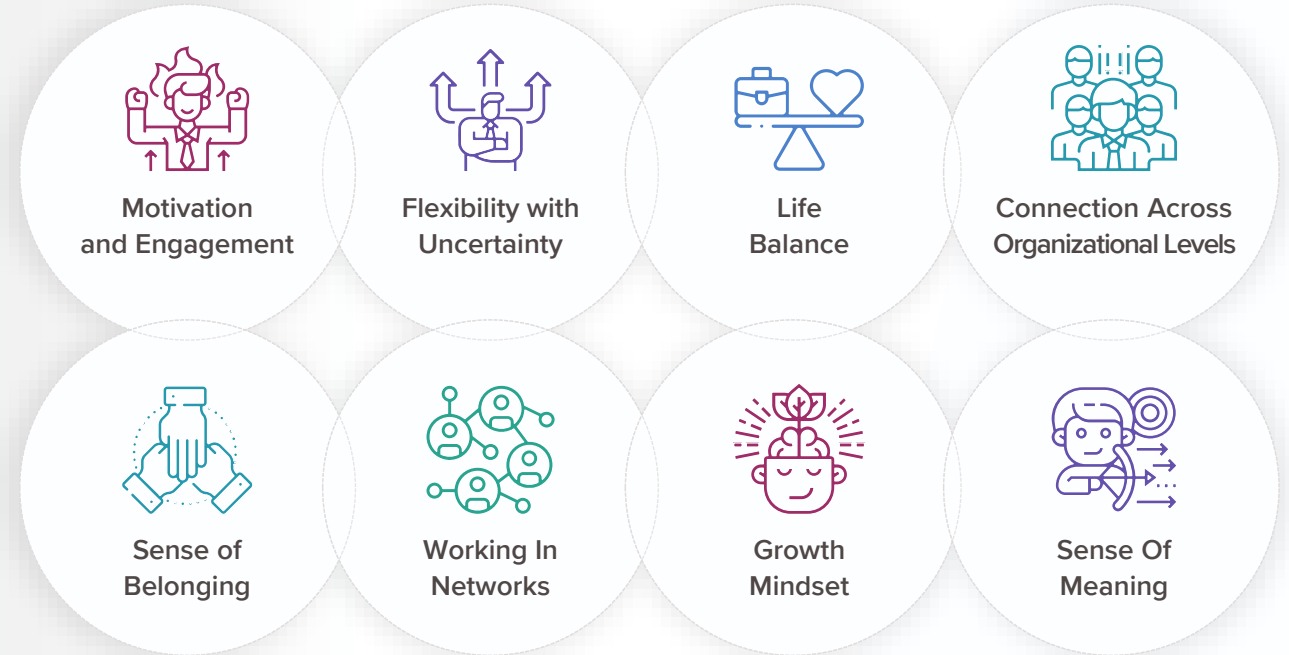 Motivation
and Engagement
Flexibility with
Uncertainty
Life
Balance
Connection Across
Organizational Levels
Sense of
Belonging
Working In
Networks
Growth
Mindset
Sense Of
Meaning